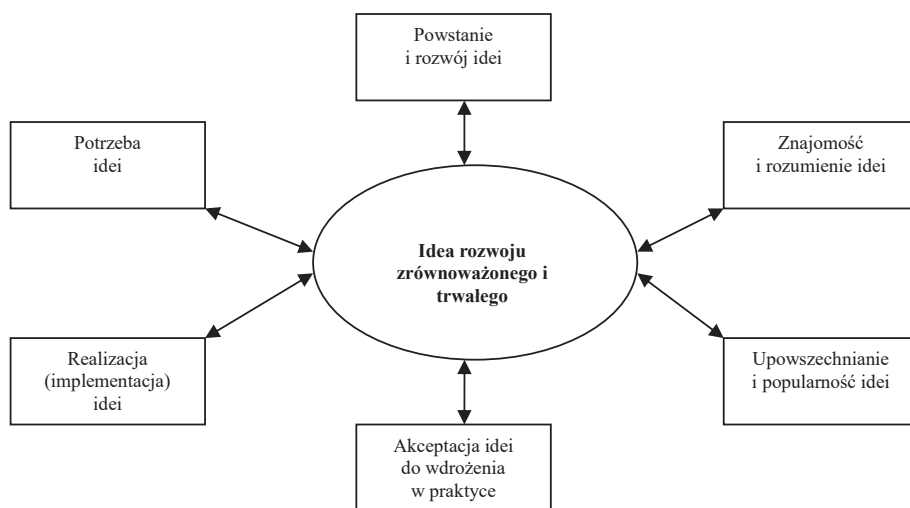 Powstanie
i rozwój idei
Potrzeba
idei
Znajomość
i rozumienie idei
Idea rozwoju
zrównoważonego i
trwałego
Realizacja
(implementacja)
idei
Upowszechnianie
i popularność idei
Akceptacja idei
do wdrożenia
w praktyce